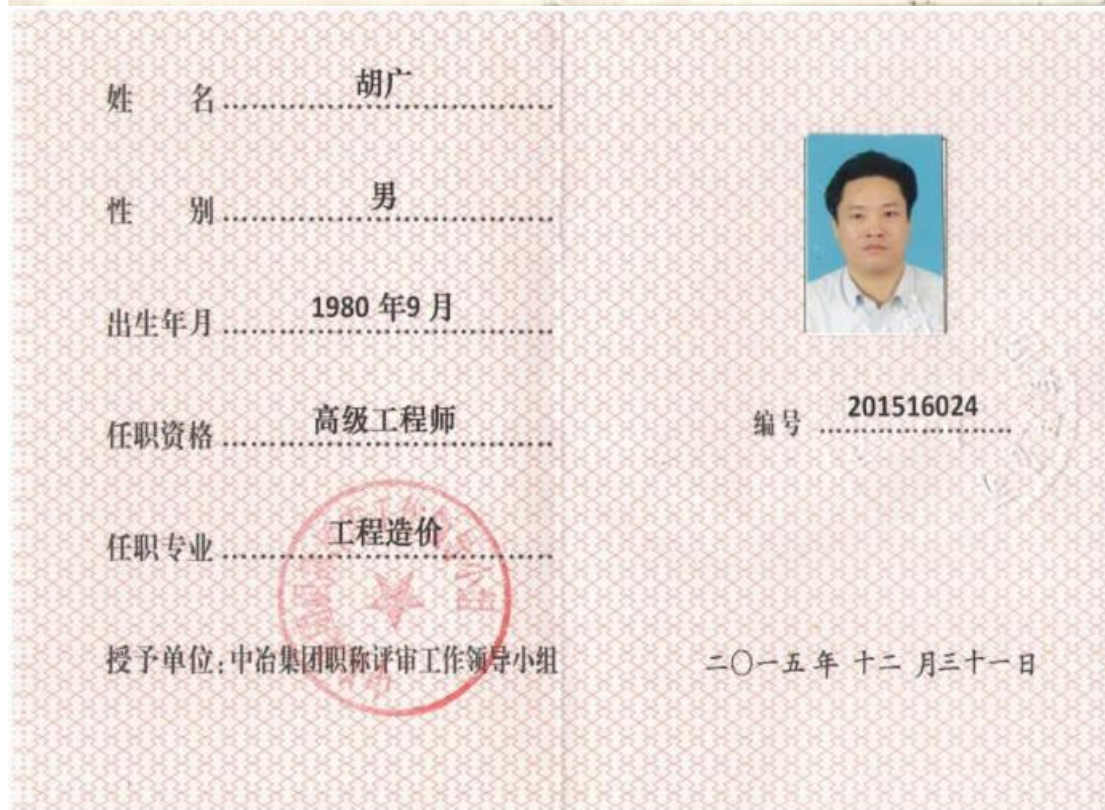 姓 名 胡广
性 别 男
出生年月 1980 年9 月
任职资格 高级工程师
任职专业 工程造价
授予单位:中冶集团职称评审工作领导小组
编号 201516024
二〇一五年 十二 月三十一日